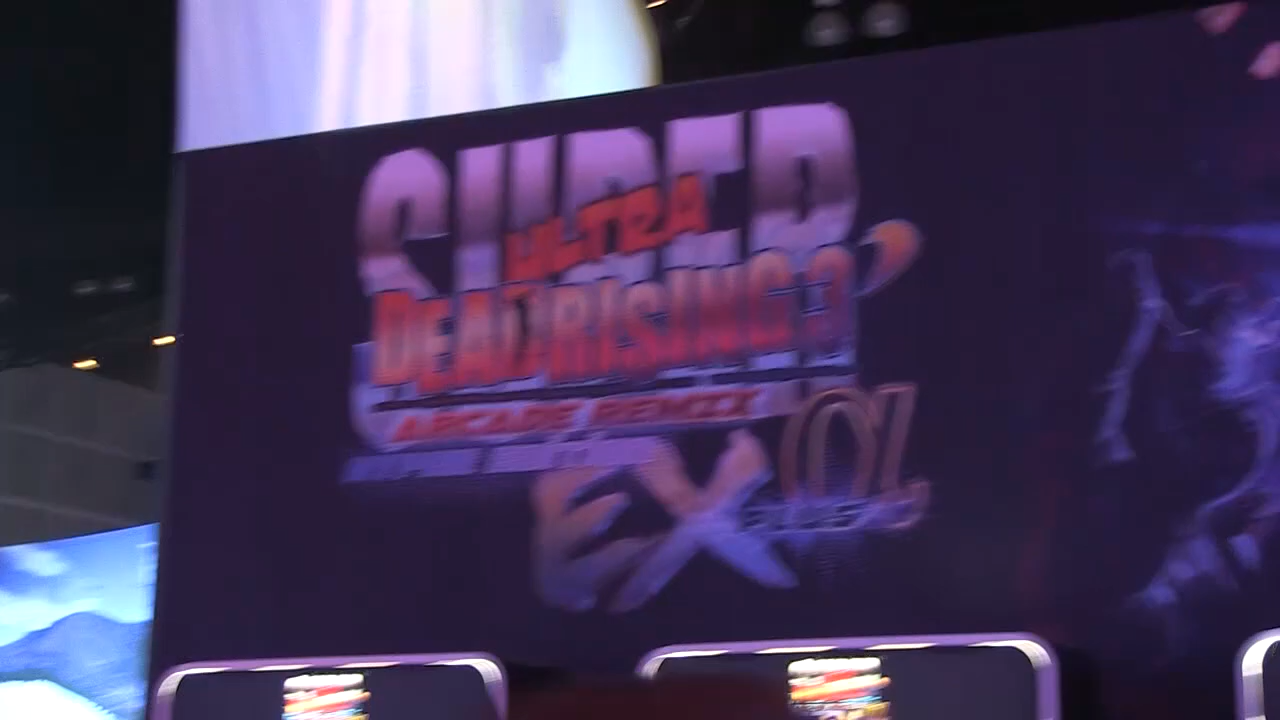 SUPER
ULTRA
DEADRISING 3'
ARCADE REMIX
EX
α